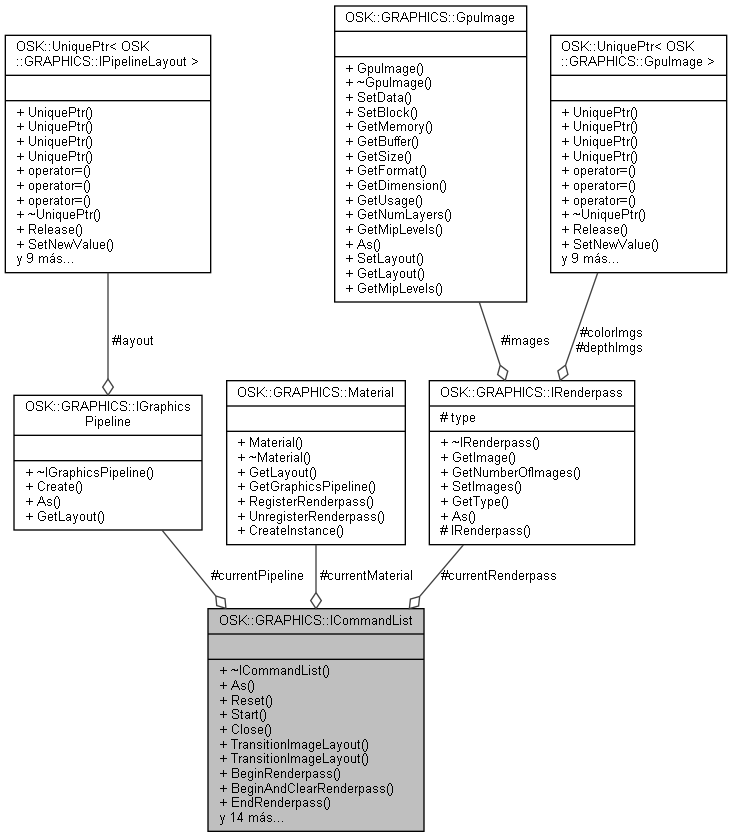 OSK::UniquePtr< OSK
::GRAPHICS::IPipelineLayout >
+ UniquePtr()
+ UniquePtr()
+ UniquePtr()
+ UniquePtr()
+ operator=()
+ operator=()
+ operator=()
+ ~UniquePtr()
+ Release()
+ SetNewValue()
y 9 más...
OSK::GRAPHICS::GpuImage
+ GpuImage()
+ ~GpuImage()
+ SetData()
+ SetBlock()
+ GetMemory()
+ GetBuffer()
+ GetSize()
+ GetFormat()
+ GetDimension()
+ GetUsage()
+ GetNumLayers()
+ GetMipLevels()
+ As()
+ SetLayout()
+ GetLayout()
+ GetMipLevels()
OSK::UniquePtr< OSK
::GRAPHICS::GpuImage >
+ UniquePtr()
+ UniquePtr()
+ UniquePtr()
+ UniquePtr()
+ operator=()
+ operator=()
+ operator=()
+ ~UniquePtr()
+ Release()
+ SetNewValue()
y 9 más...
#layout
#images
#colorImgs
#depthImgs
OSK::GRAPHICS::IGraphics
Pipeline
+ ~IGraphicsPipeline()
+ Create()
+ As()
+ GetLayout()
OSK::GRAPHICS::Material
+ Material()
+ ~Material()
+ GetLayout()
+ GetGraphicsPipeline()
+ RegisterRenderpass()
+ UnregisterRenderpass()
+ CreateInstance()
OSK::GRAPHICS::IRenderpass
# type
+ ~IRenderpass()
+ GetImage()
+ GetNumberOfImages()
+ SetImages()
+ GetType()
+ As()
# IRenderpass()
#currentPipeline
#currentMaterial
#currentRenderpass
OSK::GRAPHICS::ICommandList
+ ~ICommandList()
+ As()
+ Reset()
+ Start()
+ Close()
+ TransitionImageLayout()
+ TransitionImageLayout()
+ BeginRenderpass()
+ BeginAndClearRenderpass()
+ EndRenderpass()
y 14 más...